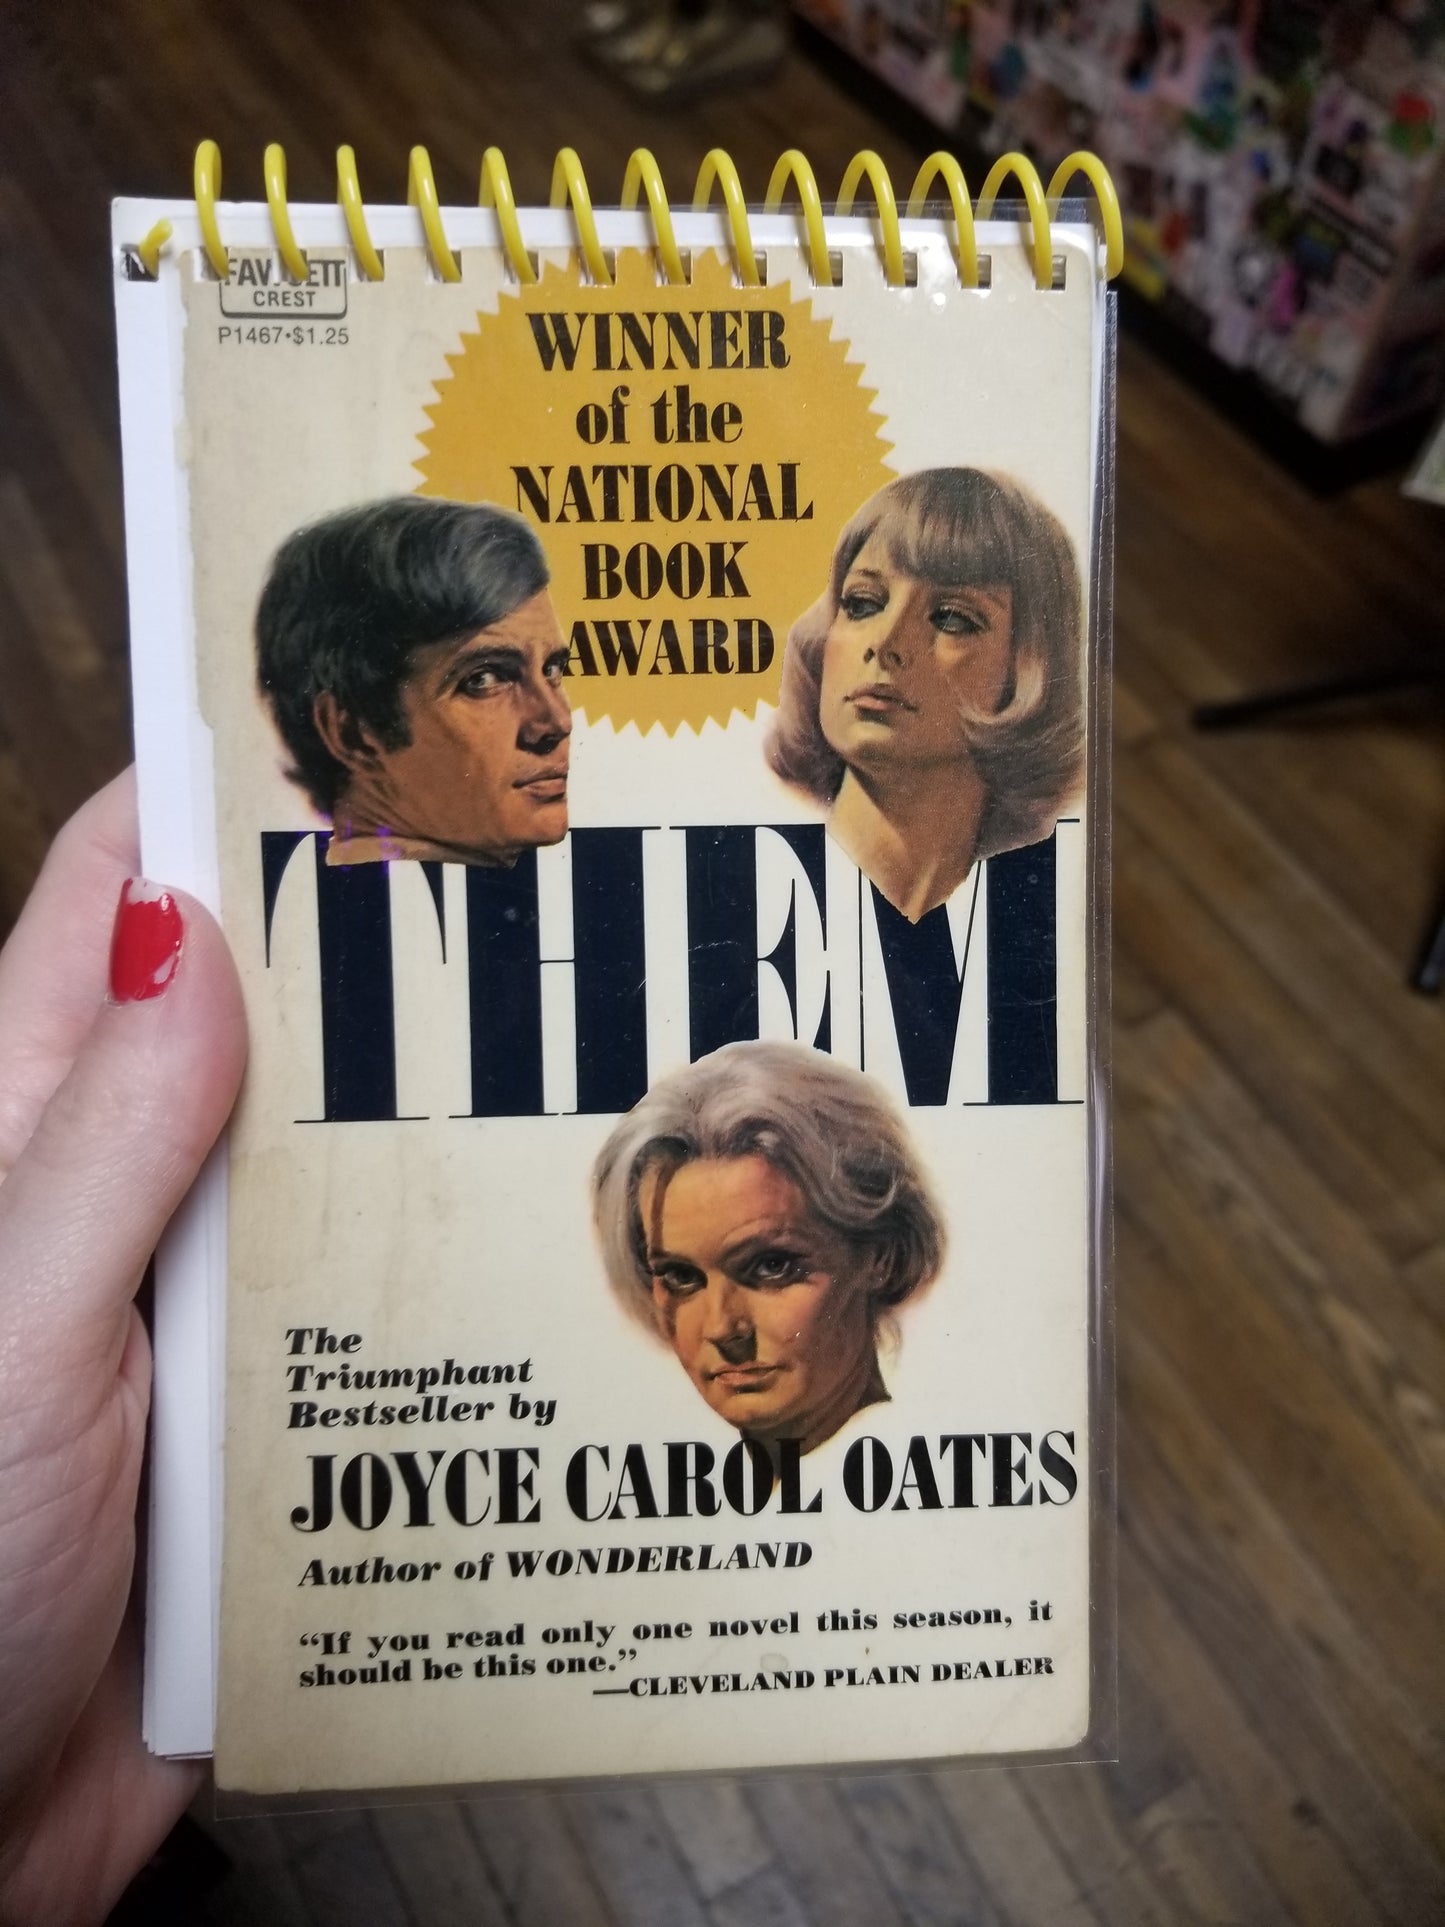 FAWCETT
CREST
P1467•$1.25
WINNER
of the
NATIONAL
BOOK
AWARD
THEM
The
Triumphant
Bestseller by
JOYCE CAROL OATES
Author of WONDERLAND
“If you read only one novel this season, it
should be this one.”
—CLEVELAND PLAIN DEALER